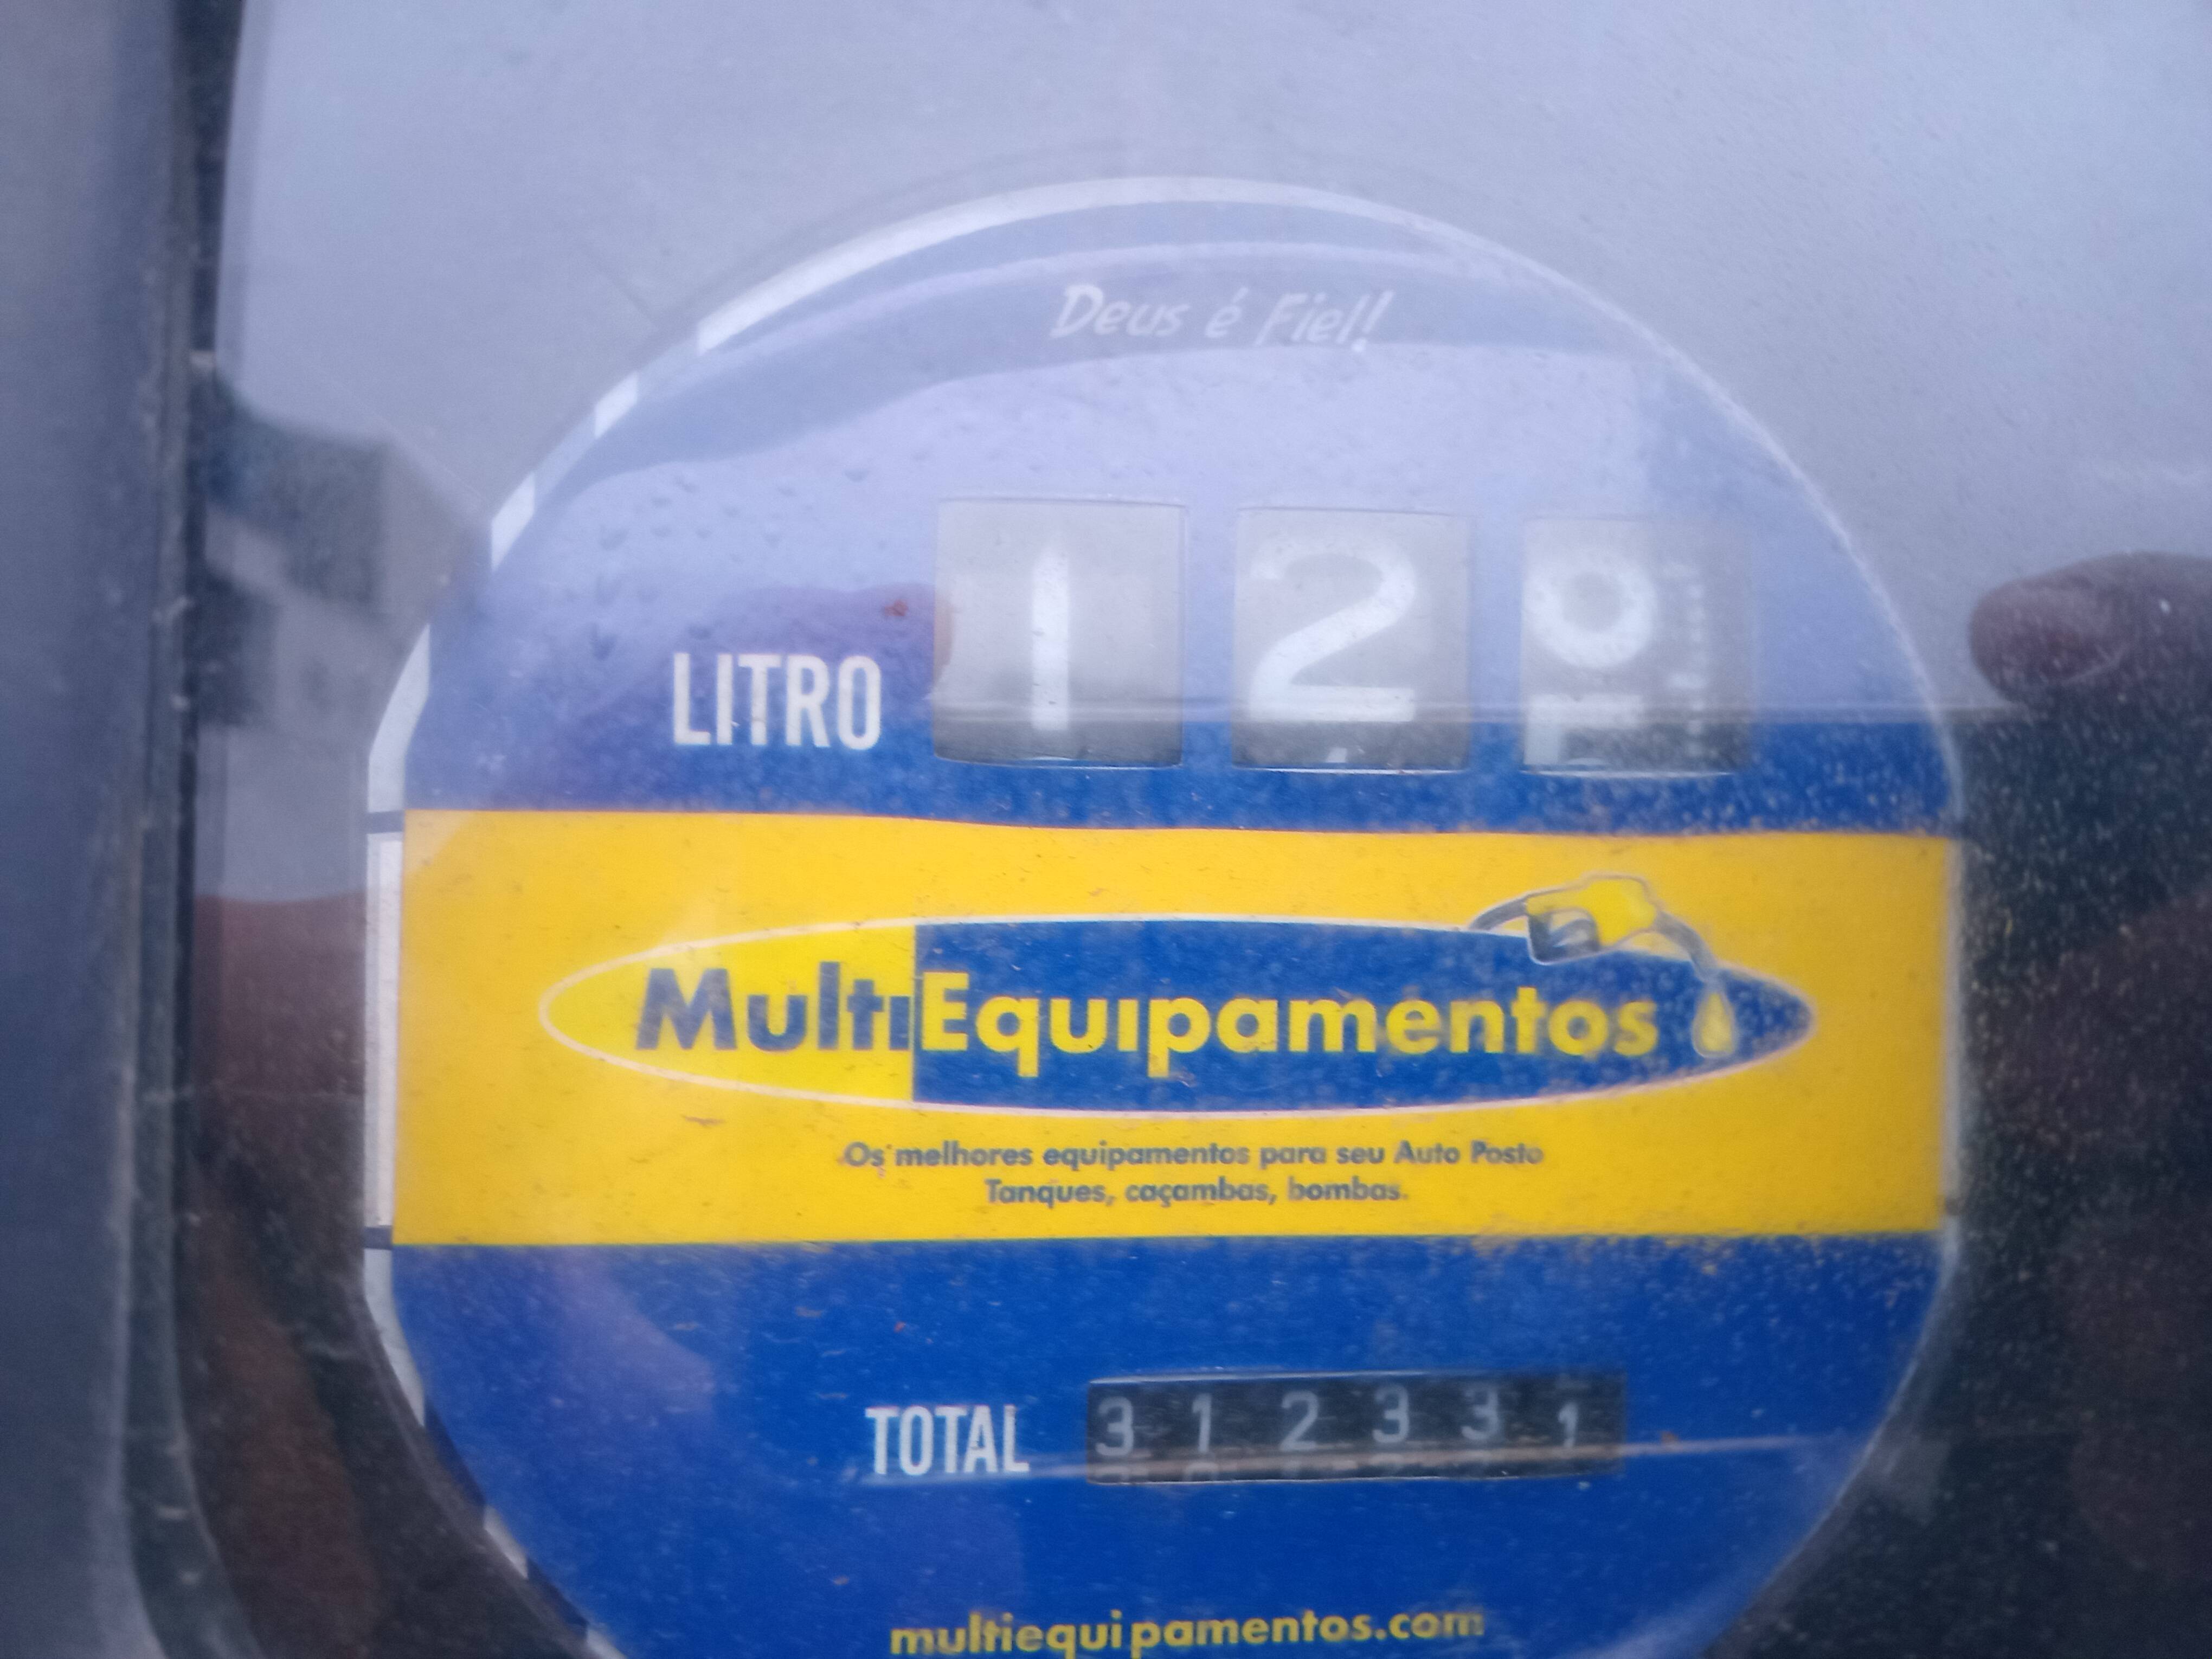 Deus é Fiel!
LITRO 1 2 0
MultiEquipamentos
Os melhores equipamentos para seu Auto Posto
Tanques, caçambas, bombas.
TOTAL 3 1 2 3 3 1
multiequipamentos.com